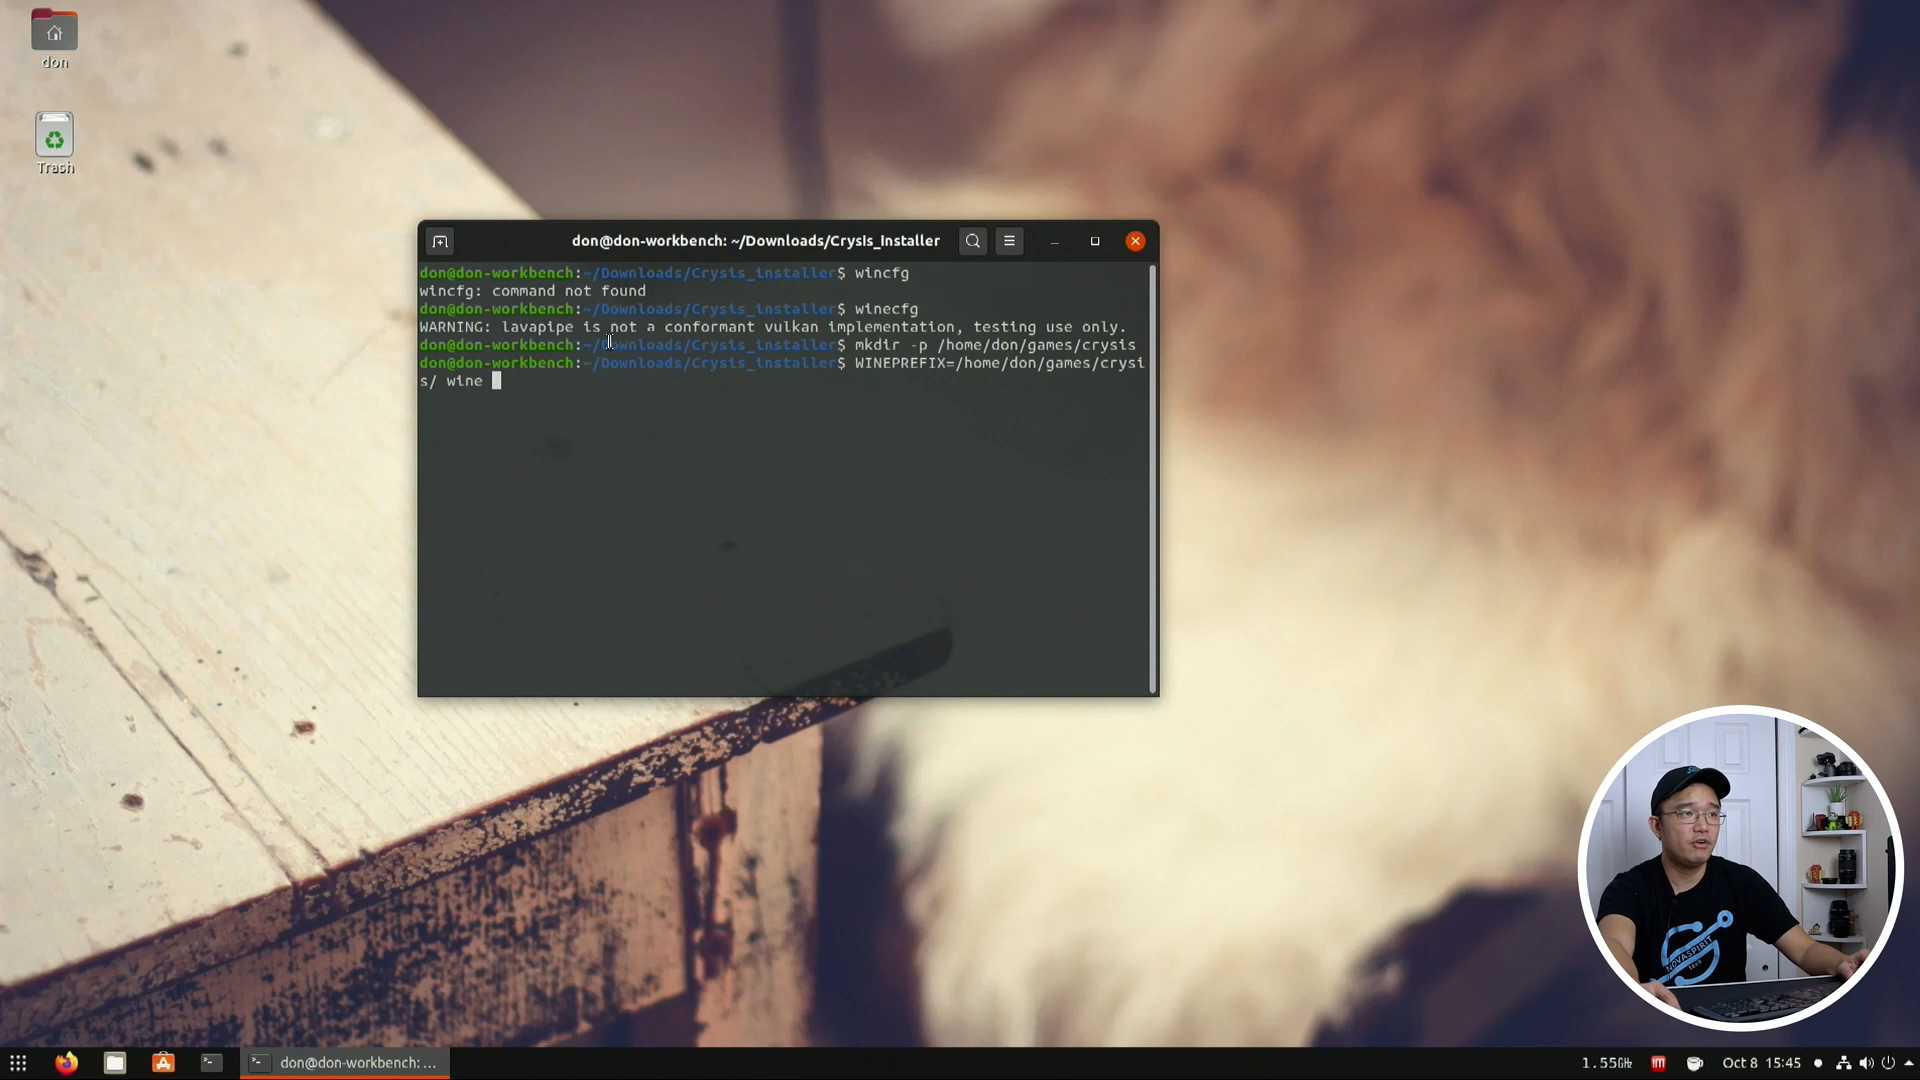 don
Trash
don@don-workbench: ~/Downloads/Crysis_Installer
don@don-workbench:~/Downloads/Crysis_installer$ wincfg
wincfg: command not found
don@don-workbench:~/Downloads/Crysis_installer$ winecfg
WARNING: lavapipe is not a conformant vulkan implementation, testing use only.
don@don-workbench:~/Downloads/Crysis_installer$ mkdir -p /home/don/games/crysis
don@don-workbench:~/Downloads/Crysis_installer$ WINEPREFIX=/home/don/games/crysi
s/ wine
NOVASPIRIT
tech
don@don-workbench: ...
1.55GHz
Oct 8 15:45